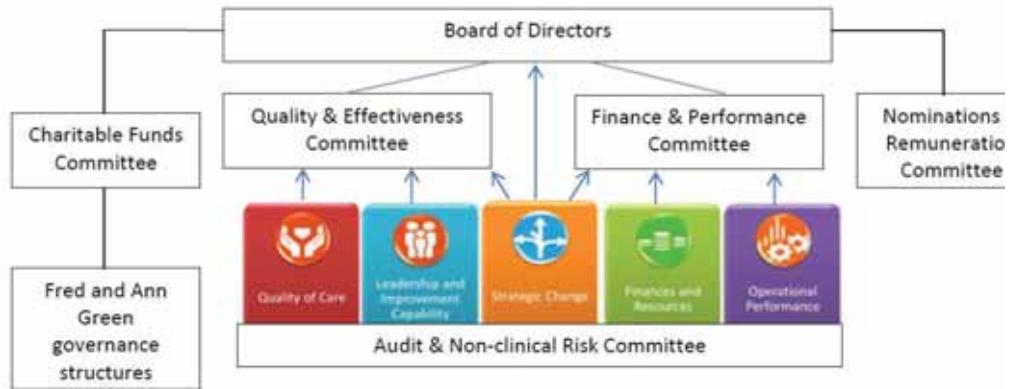 Board of Directors
Quality & Effectiveness
Committee
Finance & Performance
Committee
Charitable Funds
Committee
Nominations
Remuneratio
Committee
Quality of Care
Leadership and
Improvement
Capability
Strategic Change
Finances and
Resources
Operational
Performance
Fred and Ann
Green
governance
structures
Audit & Non-clinical Risk Committee